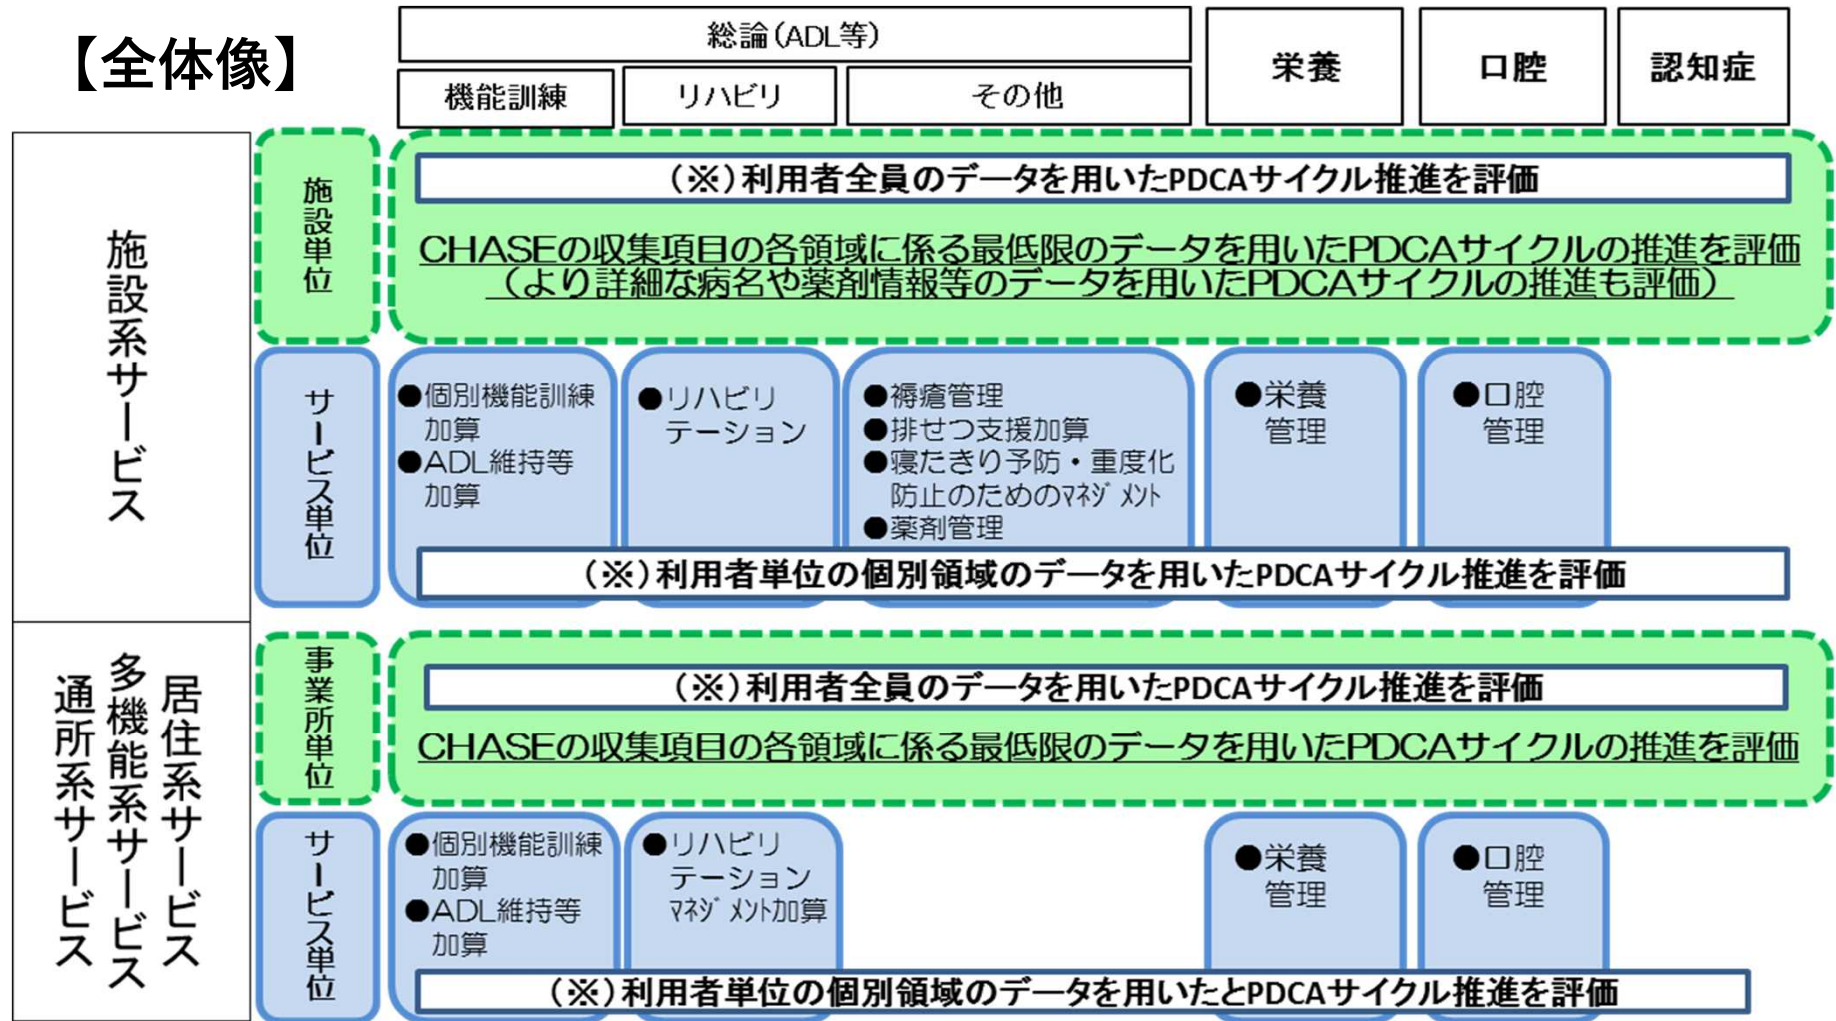 【全体像】
総論（ADL等）
機能訓練
リハビリ
その他
栄養
口腔
認知症
施設系サービス
施設単位
（※）利用者全員のデータを用いたPDCAサイクル推進を評価
CHASEの収集項目の各領域に係る最低限のデータを用いたPDCAサイクルの推進を評価
（より詳細な病名や薬剤情報等のデータを用いたPDCAサイクルの推進も評価）
サービス単位
●個別機能訓練
加算
●ADL維持等
加算
●リハビリ
テーション
●褥瘡管理
●排せつ支援加算
●寝たきり予防・重度化
防止のためのﾏﾈｼﾞﾒﾝﾄ
●薬剤管理
●栄養
管理
●口腔
管理
（※）利用者単位の個別領域のデータを用いたPDCAサイクル推進を評価
居住系サービス
多機能系サービス
通所系サービス
事業所単位
（※）利用者全員のデータを用いたPDCAサイクル推進を評価
CHASEの収集項目の各領域に係る最低限のデータを用いたPDCAサイクルの推進を評価
サービス単位
●個別機能訓練
加算
●ADL維持等
加算
●リハビリ
テーション
ﾏﾈｼﾞﾒﾝﾄ加算
●栄養
管理
●口腔
管理
（※）利用者単位の個別領域のデータを用いたとPDCAサイクル推進を評価